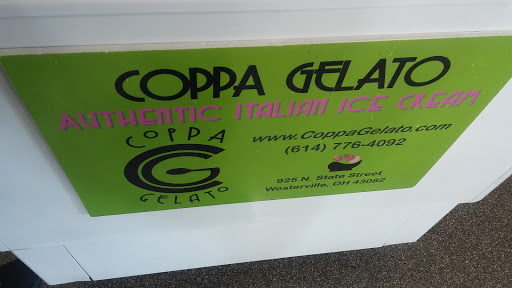 COPPA GELATO
AUTHENTIC ITALIAN ICE CREAM
COPPA
GELATO
www.CoppaGelato.com
(614) 776-4092
925 N. State Street
Westerville, OH 43082